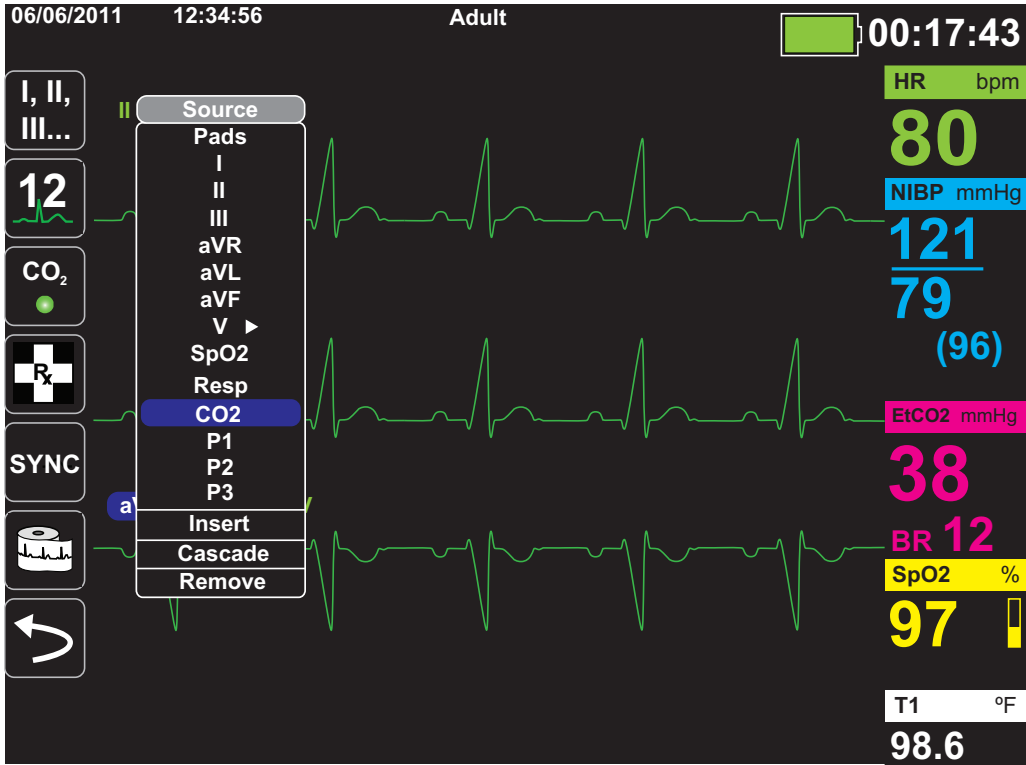 06/06/2011 12:34:56 Adult 00:17:43
I, II,
III...
12
CO₂
Rx
SYNC
II
Source
Pads
I
II
III
aVR
aVL
aVF
V ▶
SpO2
Resp
CO2
P1
P2
P3
Insert
Cascade
Remove
HR bpm
80
NIBP mmHg
121
79
(96)
EtCO2 mmHg
38
BR 12
SpO2 %
97
T1 ºF
98.6